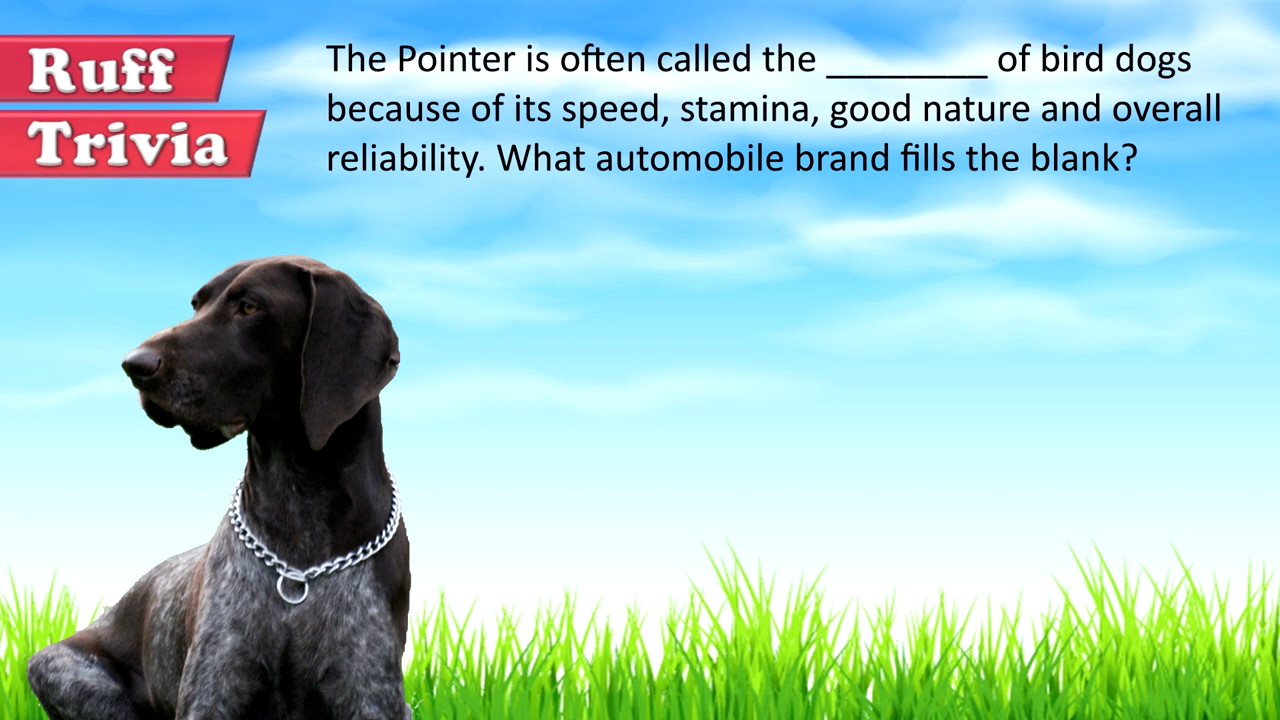 Ruff
Trivia
The Pointer is often called the ________ of bird dogs
because of its speed, stamina, good nature and overall
reliability. What automobile brand fills the blank?